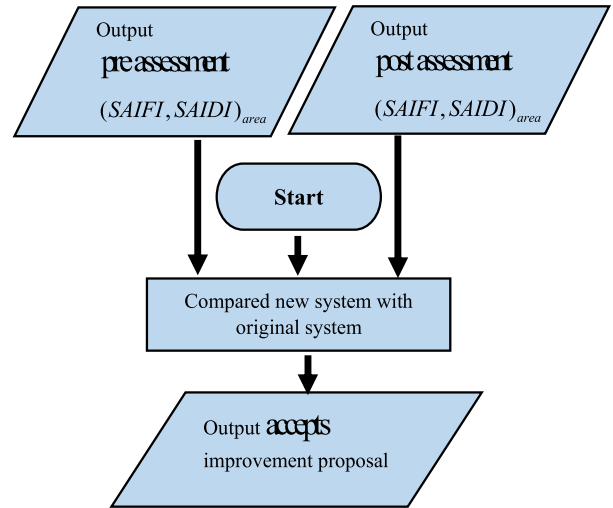 Output
pre assessment
(SAIFI, SAIDI)area
Output
post assessment
(SAIFI, SAIDI)area
Start
Compared new system with
original system
Output accepts
improvement proposal